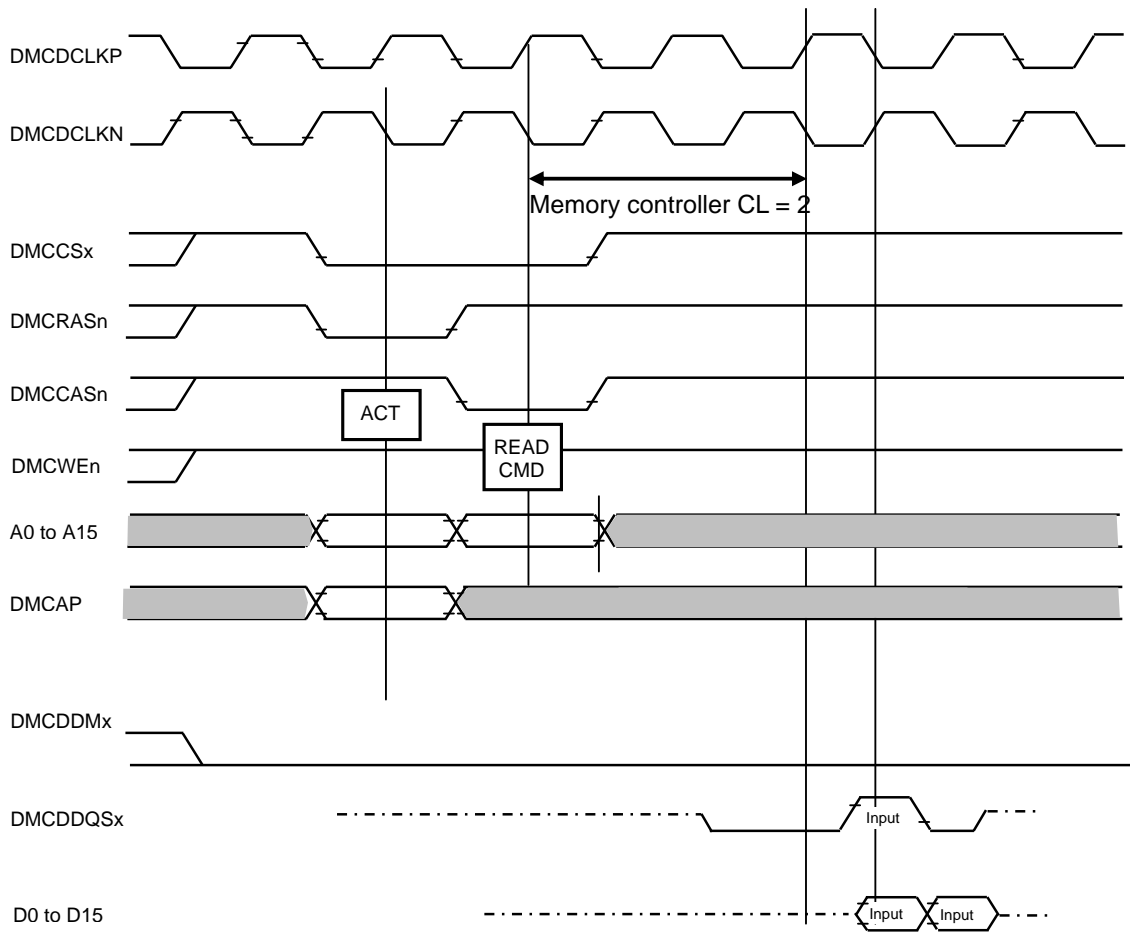 DMCDCLKP
DMCDCLKN
Memory controller CL = 2
DMCCSx
DMCRASn
DMCCASn
ACT
READ
CMD
DMCWEn
A0 to A15
DMCAP
DMCDDMx
DMCDDQSx
Input
D0 to D15
Input
Input